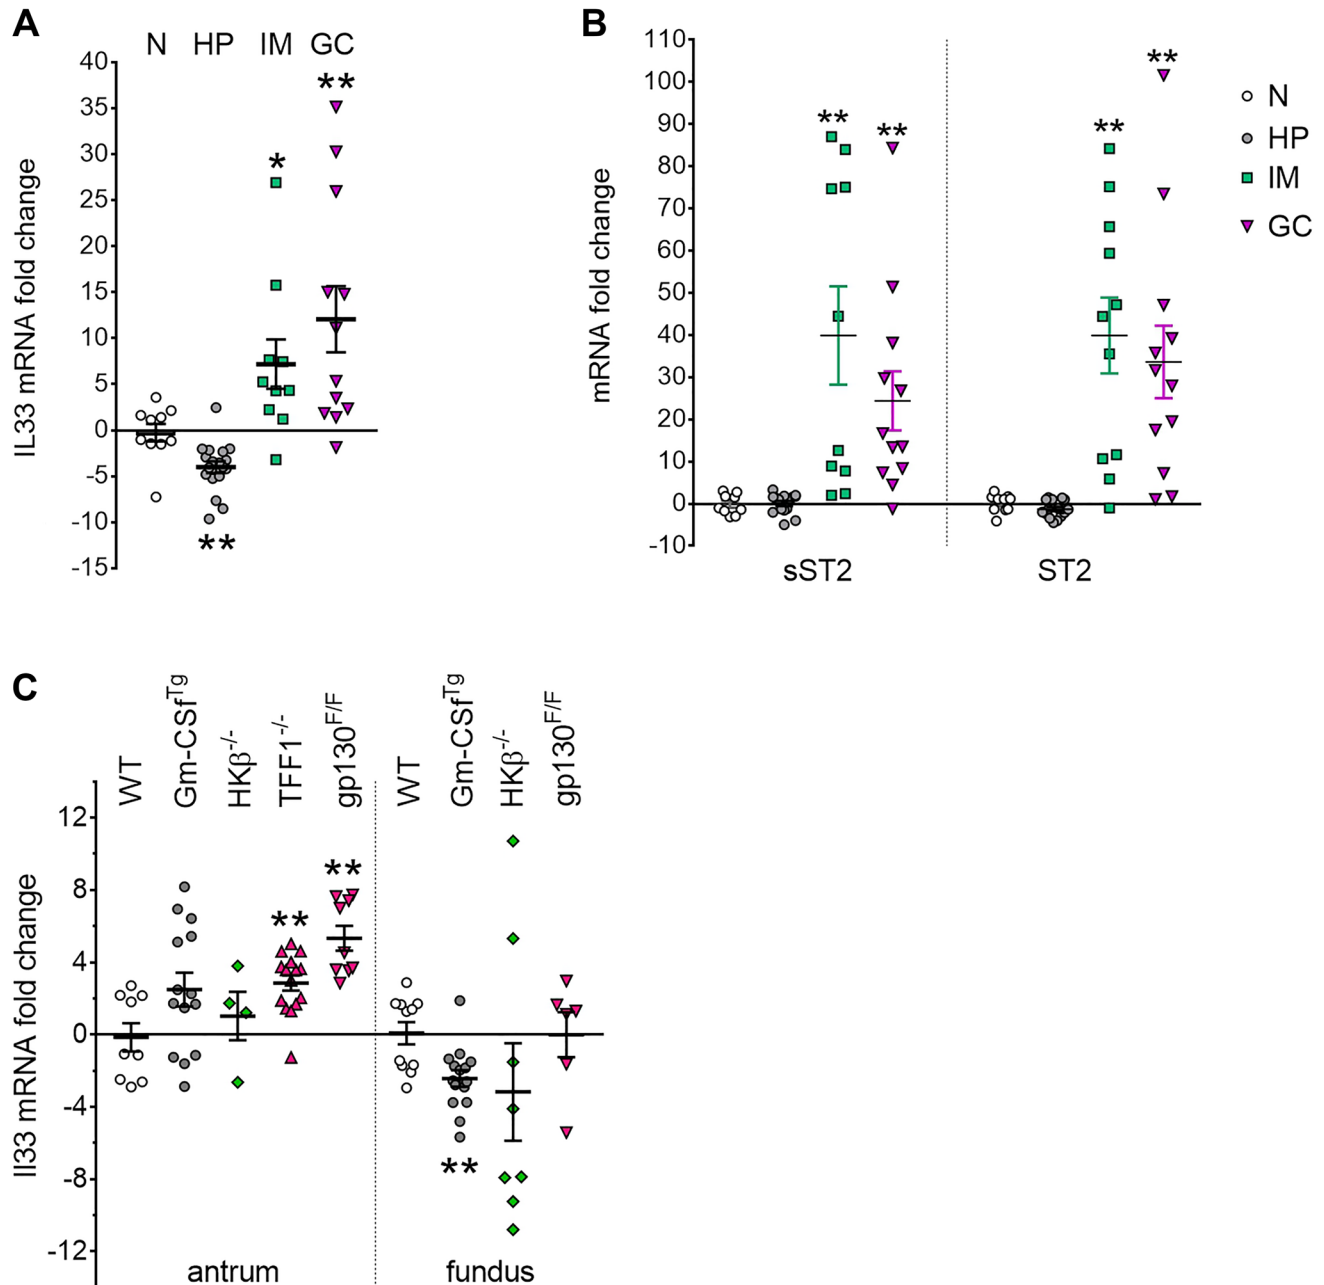 A
N HP IM GC
IL33 mRNA fold change
40
35
30
25
20
15
10
5
0
-5
-10
-15
**
*
**
B
mRNA fold change
110
100
90
80
70
60
50
40
30
20
10
0
-10
** ** ** **
sST2 ST2
N
HP
IM
GC
C
WT Gm-CSf^Tg HKβ^-/- TFF1^-/- gp130^F/F WT Gm-CSf^Tg HKβ^-/- gp130^F/F
Il33 mRNA fold change
12
8
4
0
-4
-8
-12
** **
**
antrum fundus